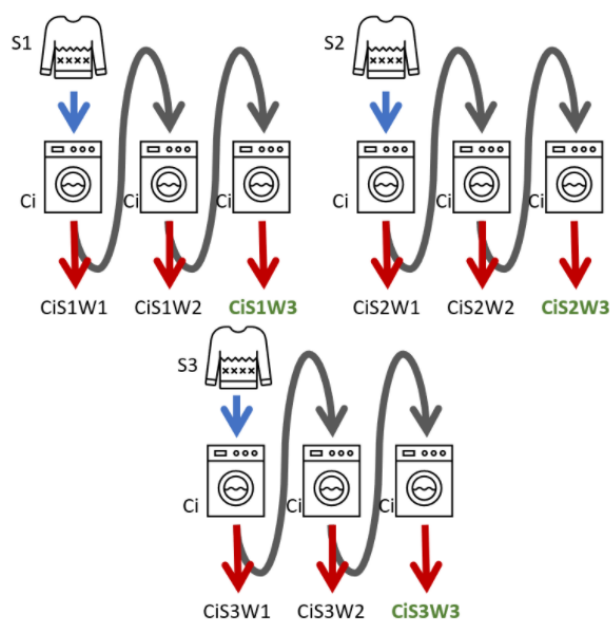 S1
S2
Ci Ci Ci
Ci Ci Ci
CiS1W1 CiS1W2 CiS1W3
CiS2W1 CiS2W2 CiS2W3
S3
Ci Ci Ci
CiS3W1 CiS3W2 CiS3W3